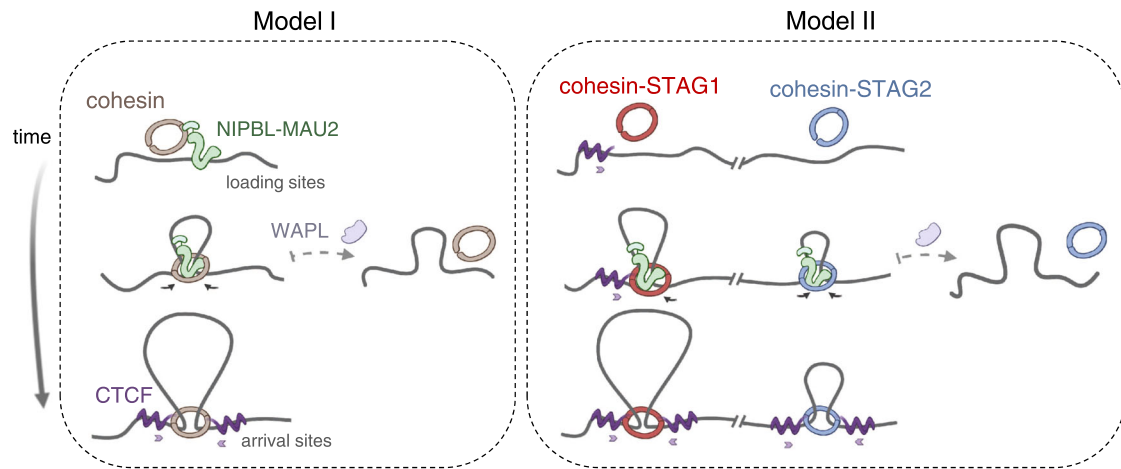 Model I
Model II
cohesin
cohesin-STAG1
cohesin-STAG2
time
NIPBL-MAU2
loading sites
WAPL
CTCF
arrival sites